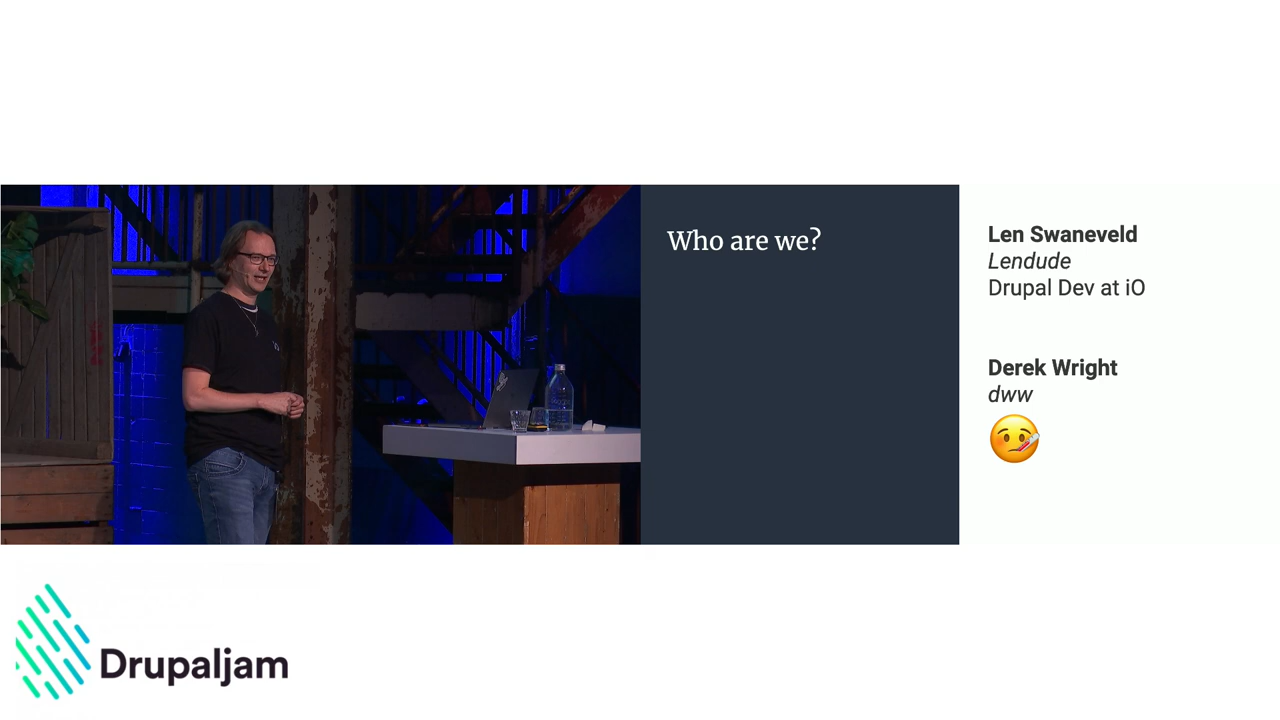 Who are we?
Len Swaneveld
Lendude
Drupal Dev at iO
Derek Wright
dww
Drupaljam